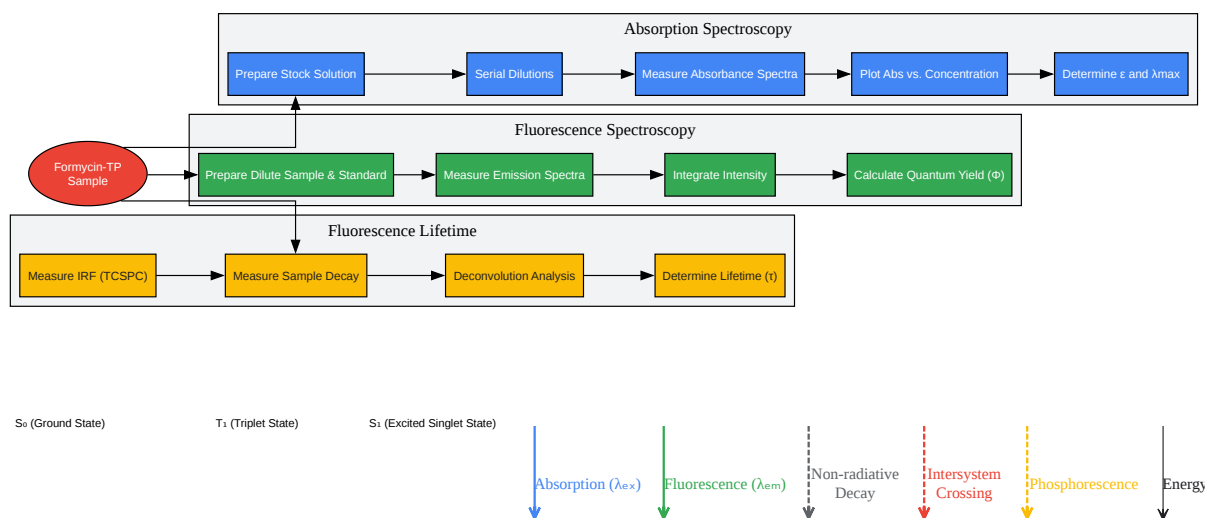 Absorption Spectroscopy
Prepare Stock Solution
Serial Dilutions
Measure Absorbance Spectra
Plot Abs vs. Concentration
Determine ε and λmax
Fluorescence Spectroscopy
Formycin-TP
Sample
Prepare Dilute Sample & Standard
Measure Emission Spectra
Integrate Intensity
Calculate Quantum Yield (Φ)
Fluorescence Lifetime
Measure IRF (TCSPC)
Measure Sample Decay
Deconvolution Analysis
Determine Lifetime (τ)
S₀ (Ground State)
T₁ (Triplet State)
S₁ (Excited Singlet State)
Absorption (λₑₓ)
Fluorescence (λₑₘ)
Non-radiative
Decay
Intersystem
Crossing
Phosphorescence
Energy